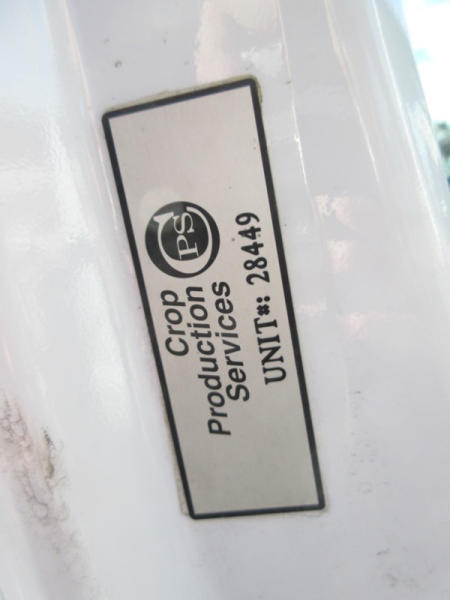 CPS
Crop
Production
Services
UNIT#: 28449